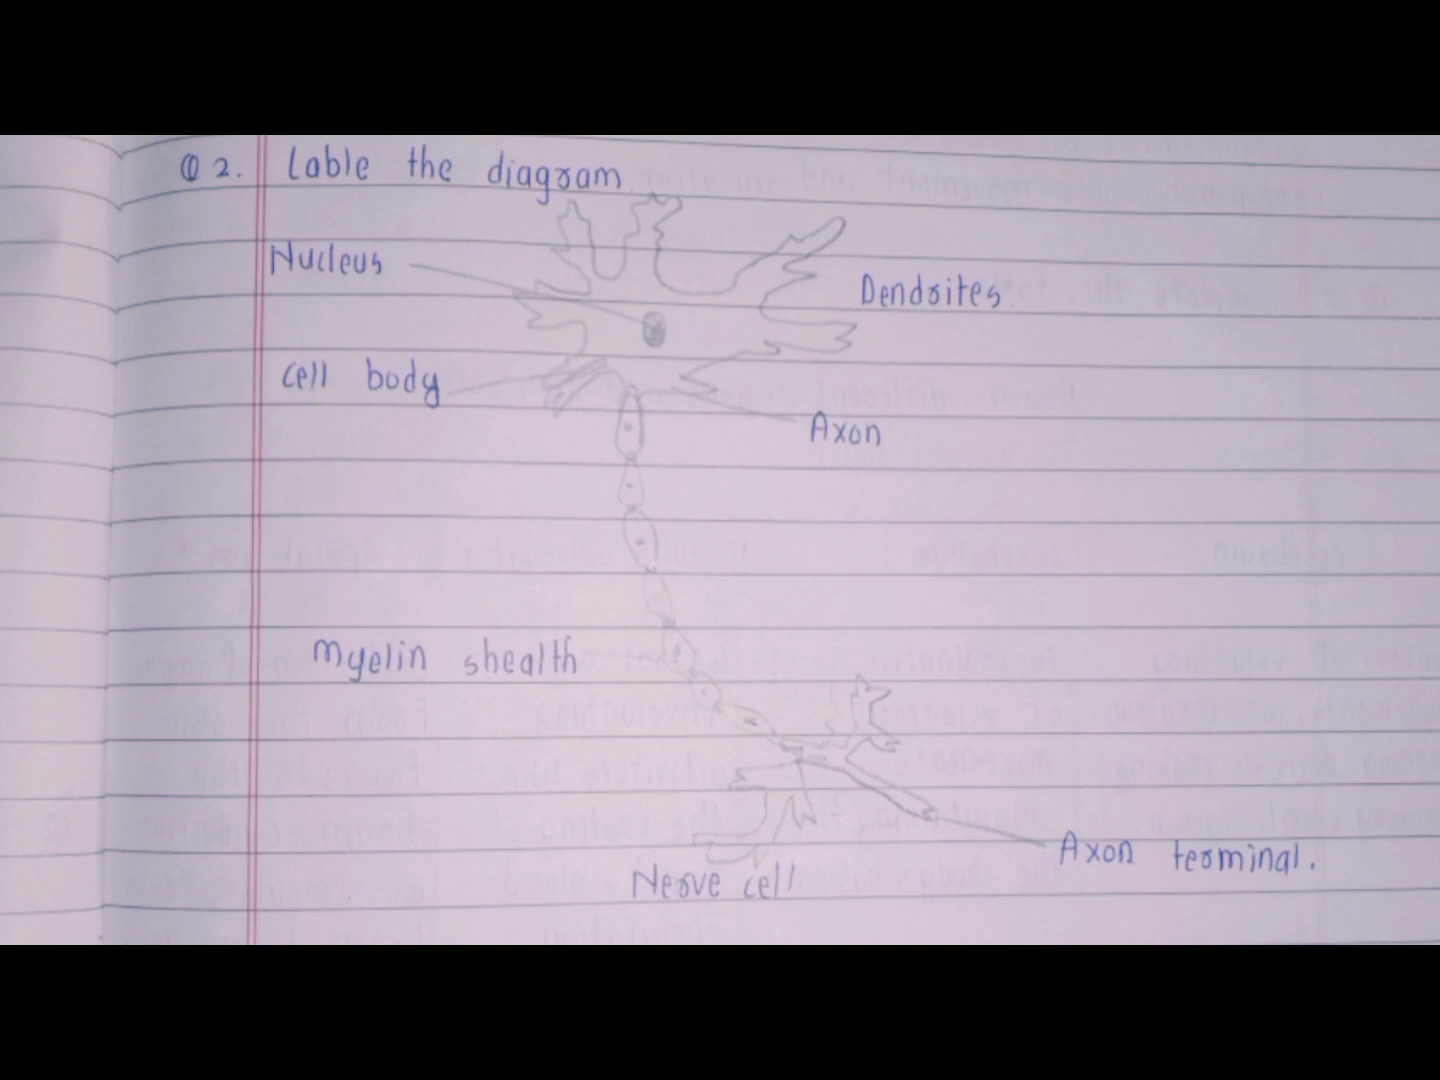 Q 2. Lable the diagram
Nucleus
Dendrites
Cell body
Axon
Myelin shealth
Axon terminal.
Nerve cell